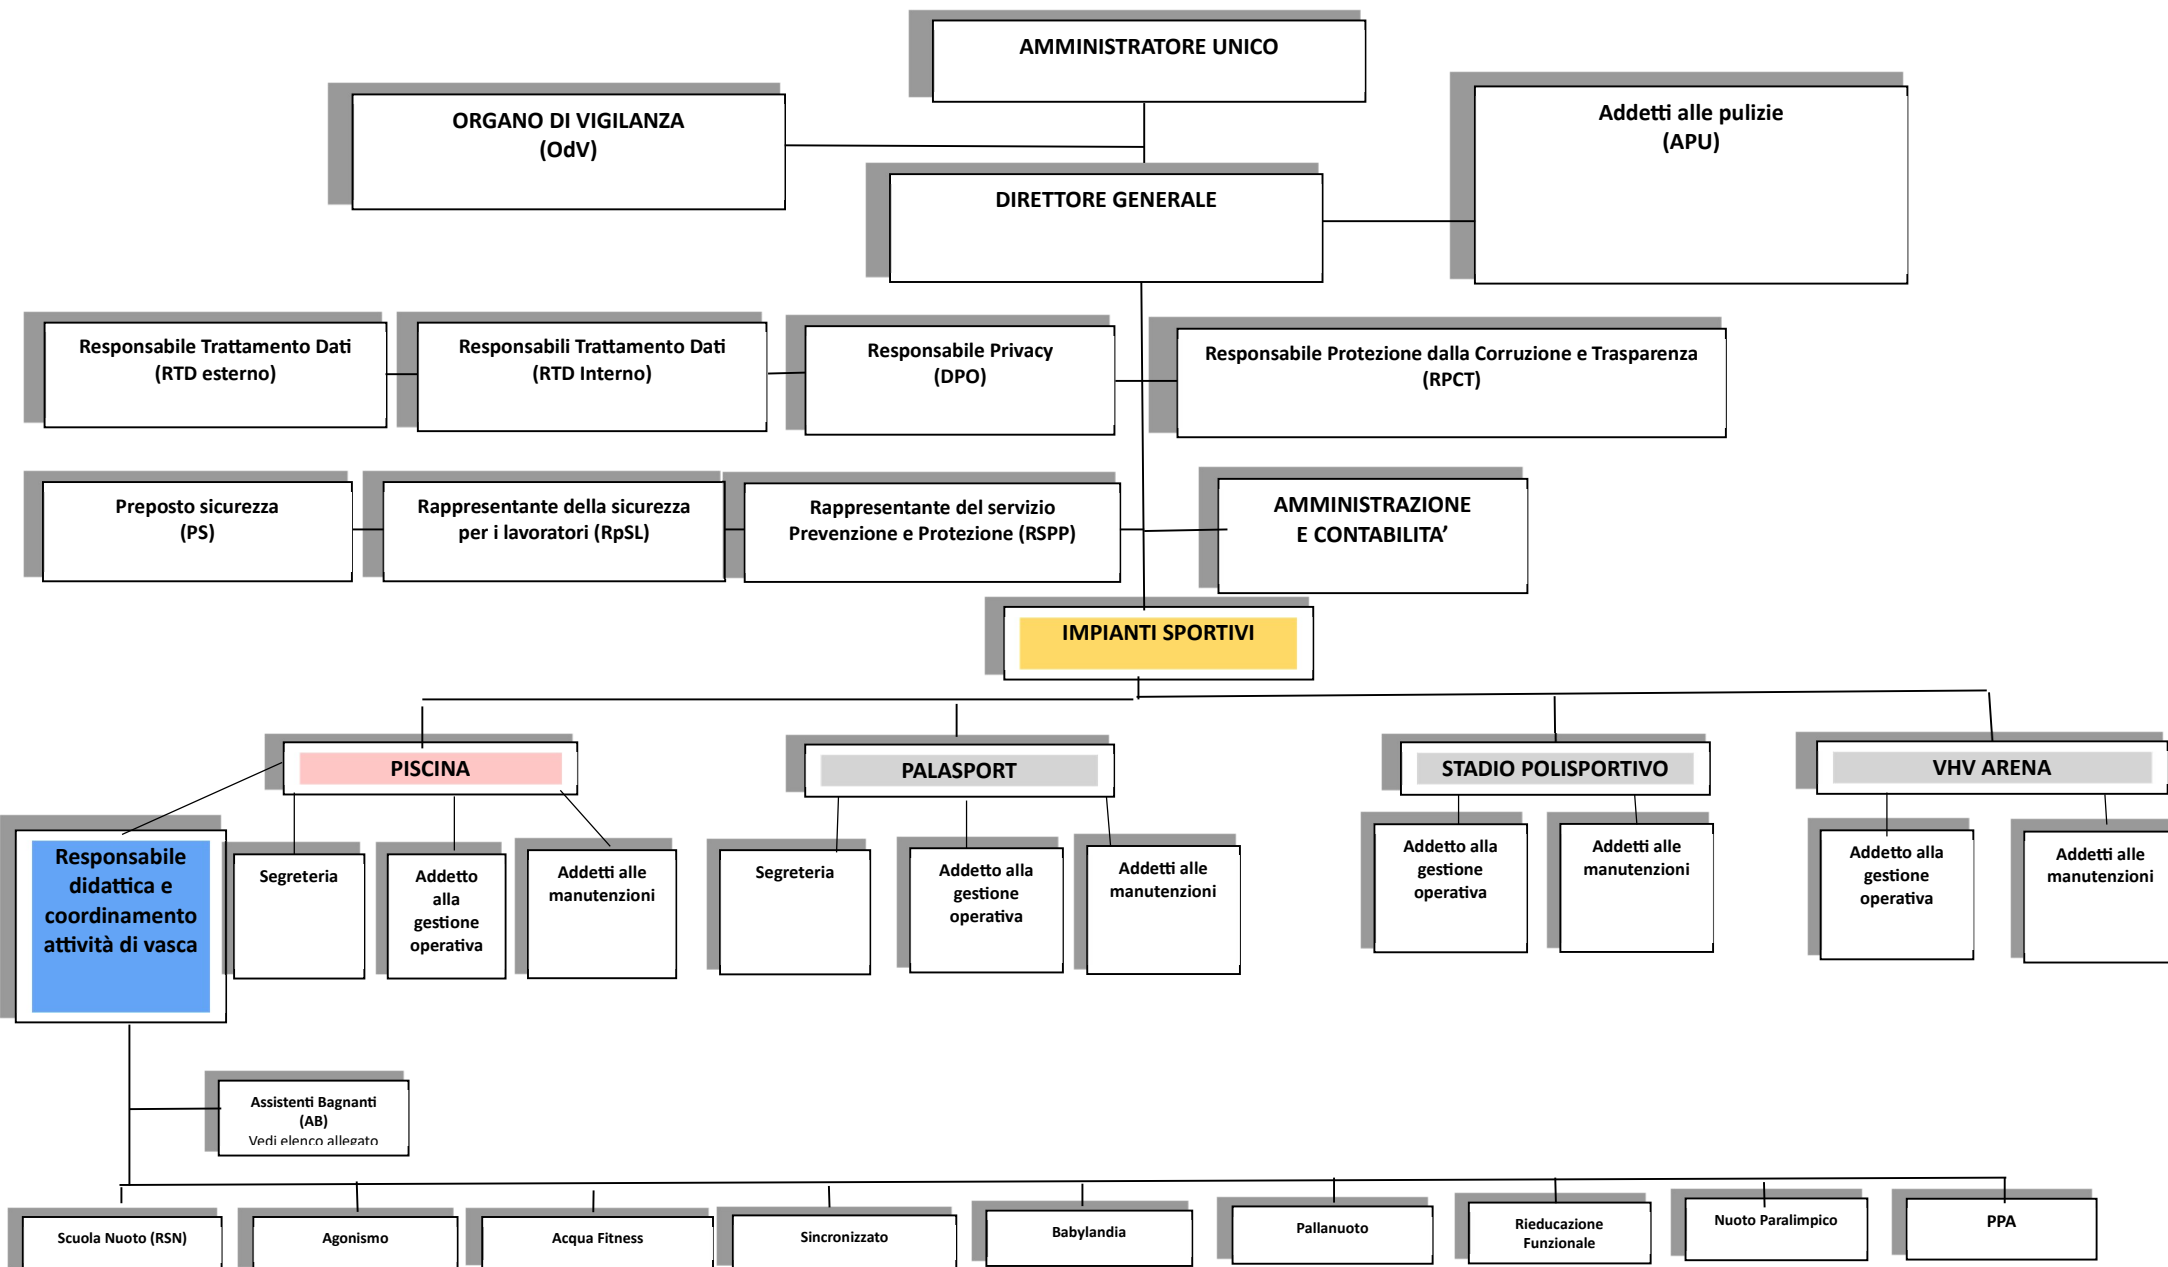 AMMINISTRATORE UNICO
ORGANO DI VIGILANZA
(OdV)
Addetti alle pulizie
(APU)
DIRETTORE GENERALE
Responsabile Trattamento Dati
(RTD esterno)
Responsabili Trattamento Dati
(RTD Interno)
Responsabile Privacy
(DPO)
Responsabile Protezione dalla Corruzione e Trasparenza
(RPCT)
Preposto sicurezza
(PS)
Rappresentante della sicurezza
per i lavoratori (RpSL)
Rappresentante del servizio
Prevenzione e Protezione (RSPP)
AMMINISTRAZIONE
E CONTABILITA’
IMPIANTI SPORTIVI
PISCINA
PALASPORT
STADIO POLISPORTIVO
VHV ARENA
Responsabile
didattica e
coordinamento
attività di vasca
Segreteria
Addetto
alla
gestione
operativa
Addetti alle
manutenzioni
Segreteria
Addetto alla
gestione
operativa
Addetti alle
manutenzioni
Addetto alla
gestione
operativa
Addetti alle
manutenzioni
Addetto alla
gestione
operativa
Addetti alle
manutenzioni
Assistenti Bagnanti
(AB)
Vedi elenco allegato
Scuola Nuoto (RSN)
Agonismo
Acqua Fitness
Sincronizzato
Babylandia
Pallanuoto
Rieducazione
Funzionale
Nuoto Paralimpico
PPA